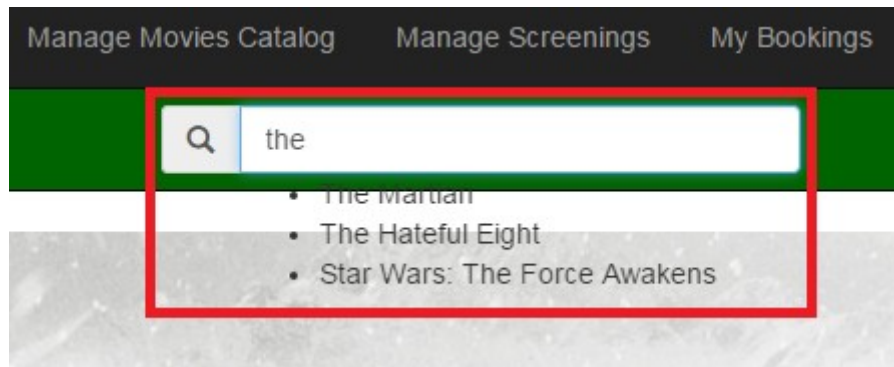 Manage Movies Catalog Manage Screenings My Bookings
the
• The Martian
• The Hateful Eight
• Star Wars: The Force Awakens